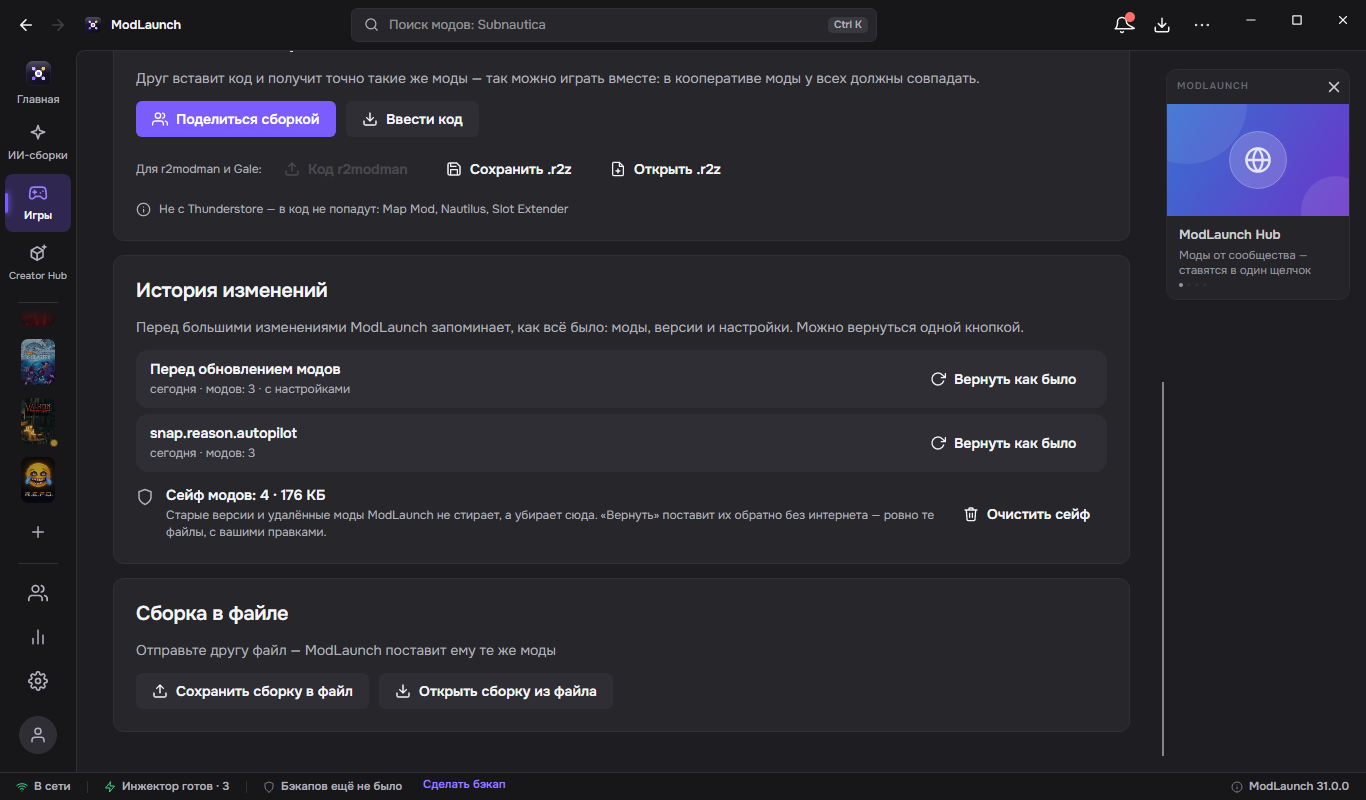 ModLaunch
Поиск модов: Subnautica
Ctrl K
Главная
ИИ-сборки
Игры
Creator Hub
Друг вставит код и получит точно такие же моды — так можно играть вместе: в кооперативе моды у всех должны совпадать.
Поделиться сборкой
Ввести код
Для r2modman и Gale:
Код r2modman
Сохранить .r2z
Открыть .r2z
Не с Thunderstore — в код не попадут: Map Mod, Nautilus, Slot Extender
История изменений
Перед большими изменениями ModLaunch запоминает, как всё было: моды, версии и настройки. Можно вернуться одной кнопкой.
Перед обновлением модов
сегодня · модов: 3 · с настройками
Вернуть как было
snap.reason.autopilot
сегодня · модов: 3
Вернуть как было
Сейф модов: 4 · 176 КБ
Старые версии и удалённые моды ModLaunch не стирает, а убирает сюда. «Вернуть» поставит их обратно без интернета — ровно те
файлы, с вашими правками.
Очистить сейф
Сборка в файле
Отправьте другу файл — ModLaunch поставит ему те же моды
Сохранить сборку в файл
Открыть сборку из файла
MODLAUNCH
ModLaunch Hub
Моды от сообщества —
ставятся в один щелчок
R.E.P.O.
В сети
Инжектор готов · 3
Бэкапов ещё не было
Сделать бэкап
ModLaunch 31.0.0